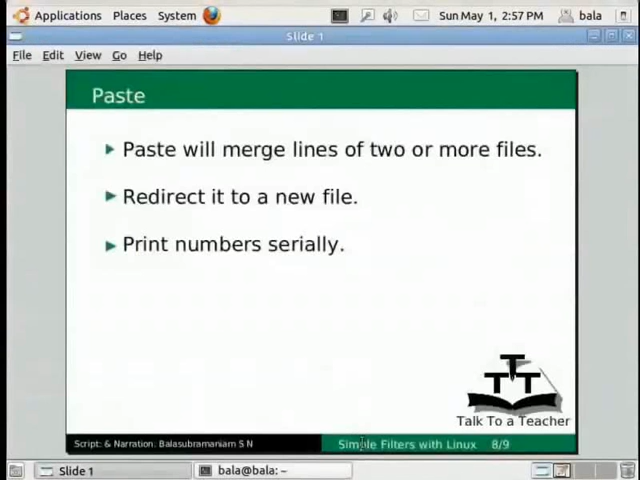 Applications Places System Sun May 1, 2:57 PM bala
Slide 1
File Edit View Go Help
Paste
Paste will merge lines of two or more files.
Redirect it to a new file.
Print numbers serially.
T
T T
Talk To a Teacher
Script: & Narration: Balasubramaniam S N Simple Filters with Linux 8/9
Slide 1 bala@bala: ~